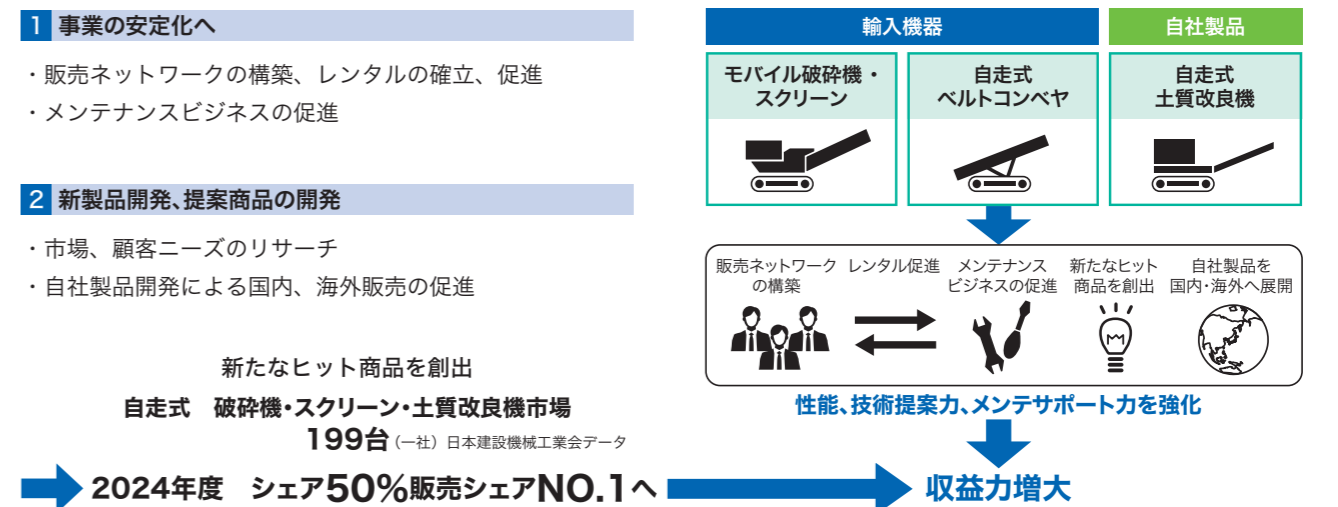 1 事業の安定化へ
・販売ネットワークの構築、レンタルの確立、促進
・メンテナンスビジネスの促進
2 新製品開発、提案商品の開発
・市場、顧客ニーズのリサーチ
・自社製品開発による国内、海外販売の促進
新たなヒット商品を創出
自走式　破砕機・スクリーン・土質改良機市場
199台(一社）日本建設機械工業会データ
2024年度　シェア50%販売シェアNO.1へ
輸入機器
自社製品
モバイル破砕機・
スクリーン
自走式
ベルトコンベヤ
自走式
土質改良機
販売ネットワーク
の構築
レンタル促進
メンテナンス
ビジネスの促進
新たなヒット
商品を創出
自社製品を
国内・海外へ展開
性能、技術提案力、メンテサポート力を強化
収益力増大